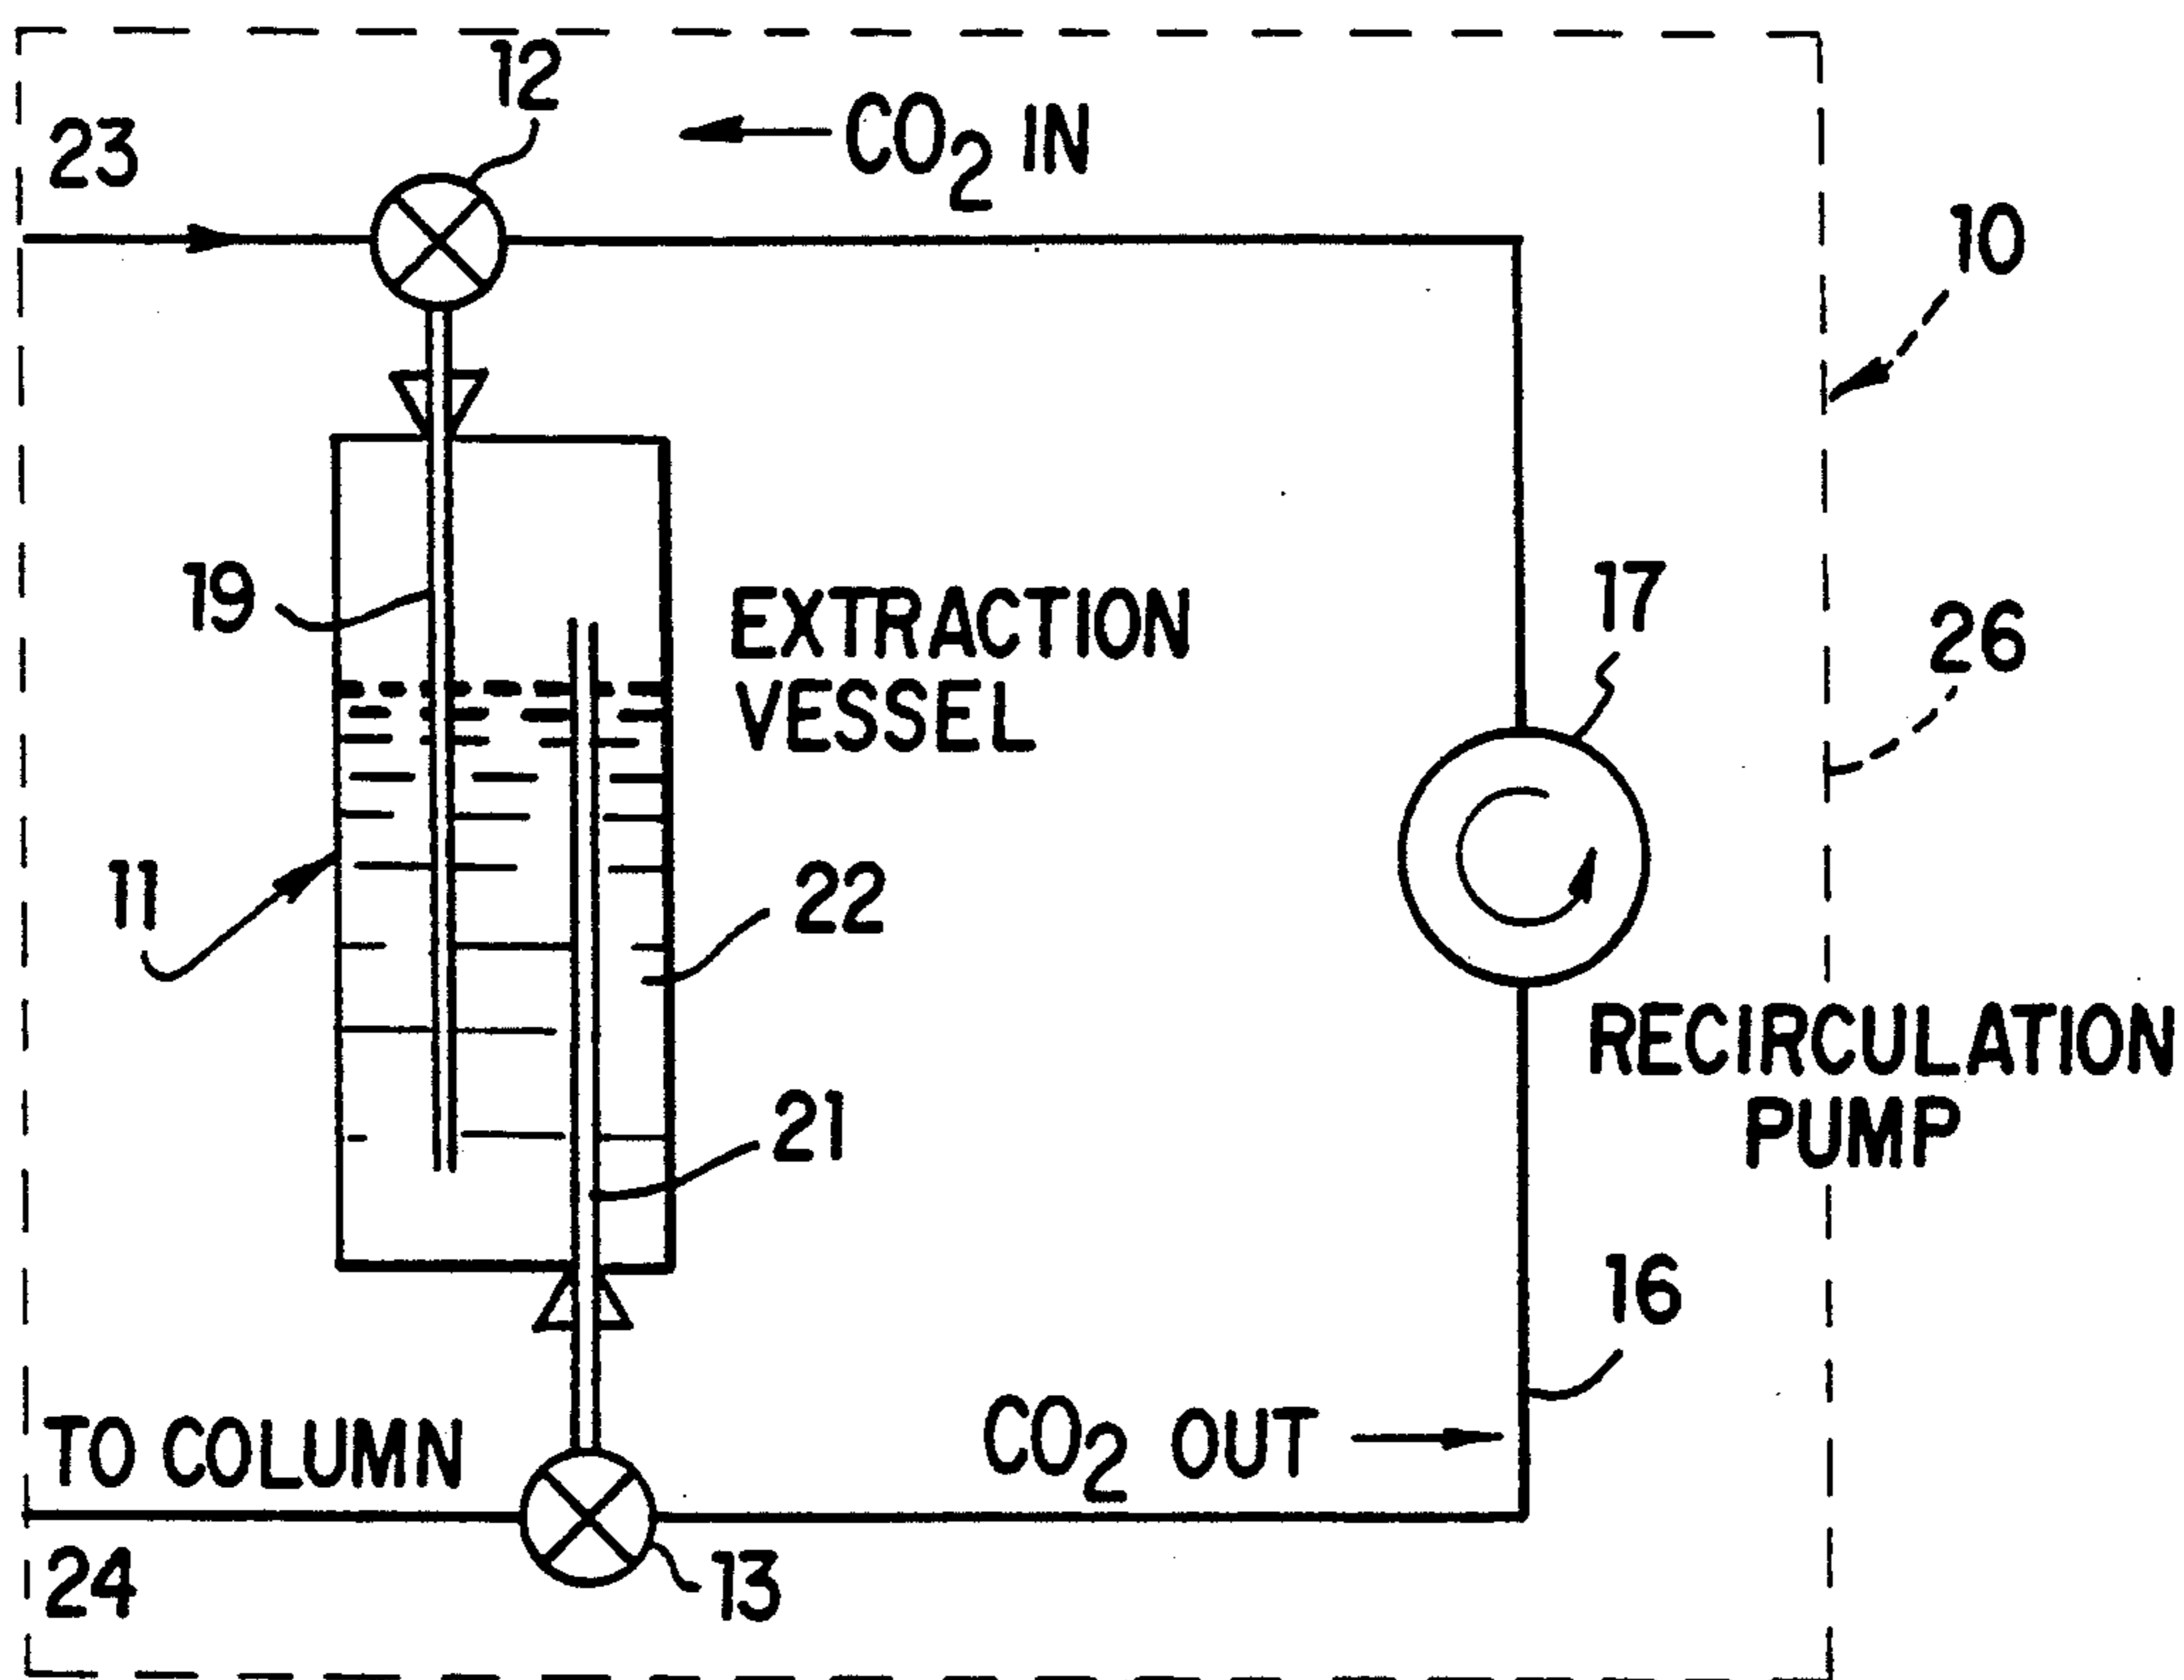 12
CO2 IN
23
10
17
19
EXTRACTION
VESSEL
26
11
22
RECIRCULATION
PUMP
21
16
TO COLUMN
CO2 OUT
24
13